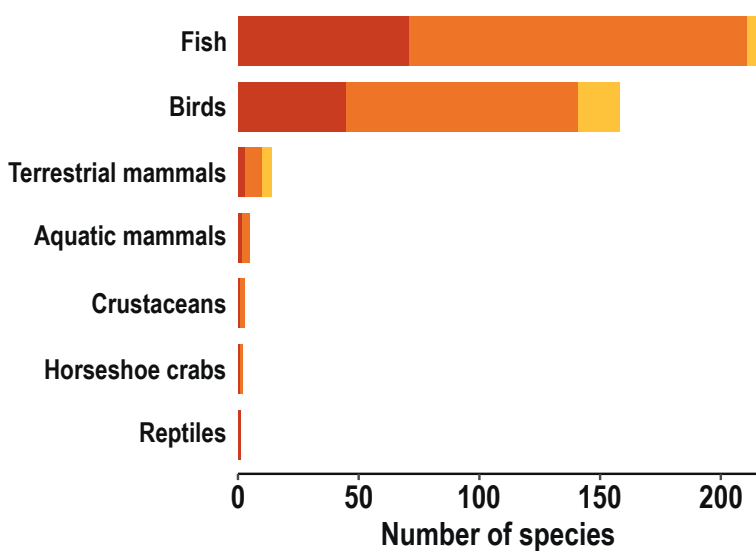 Fish
Birds
Terrestrial mammals
Aquatic mammals
Crustaceans
Horseshoe crabs
Reptiles
0 50 100 150 200
Number of species